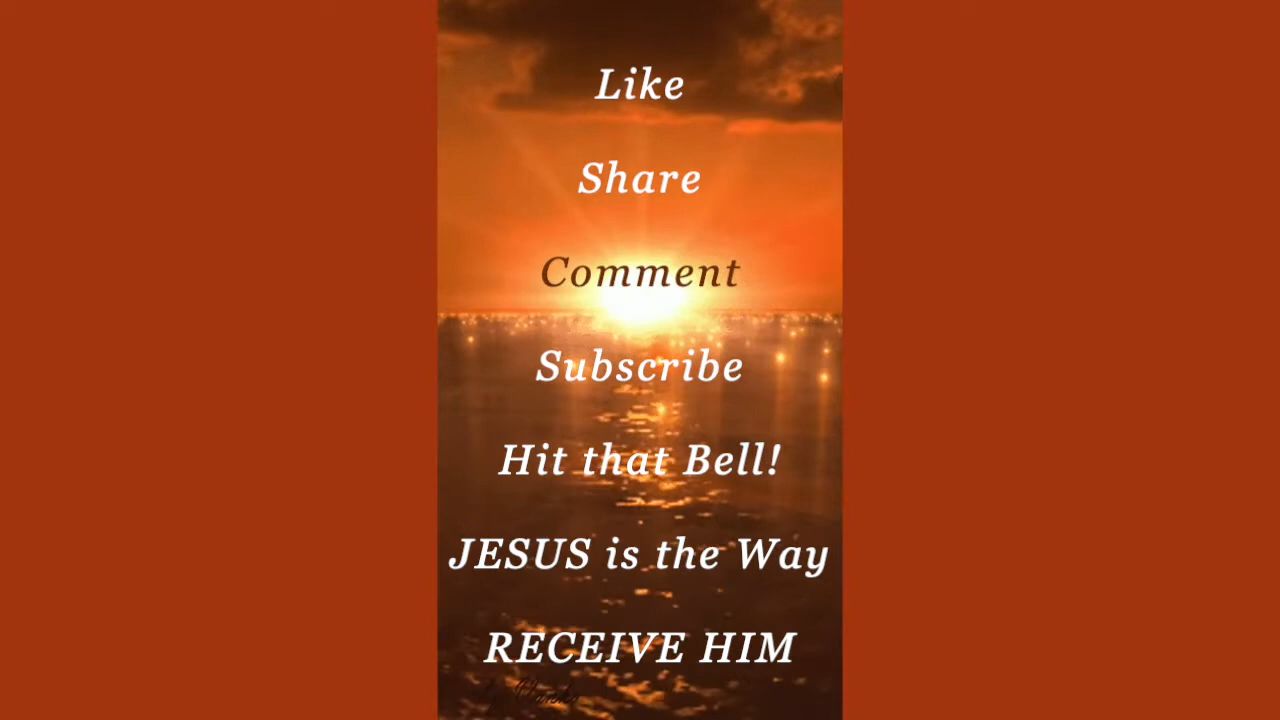 Like
Share
Comment
Subscribe
Hit that Bell!
JESUS is the Way
RECEIVE HIM